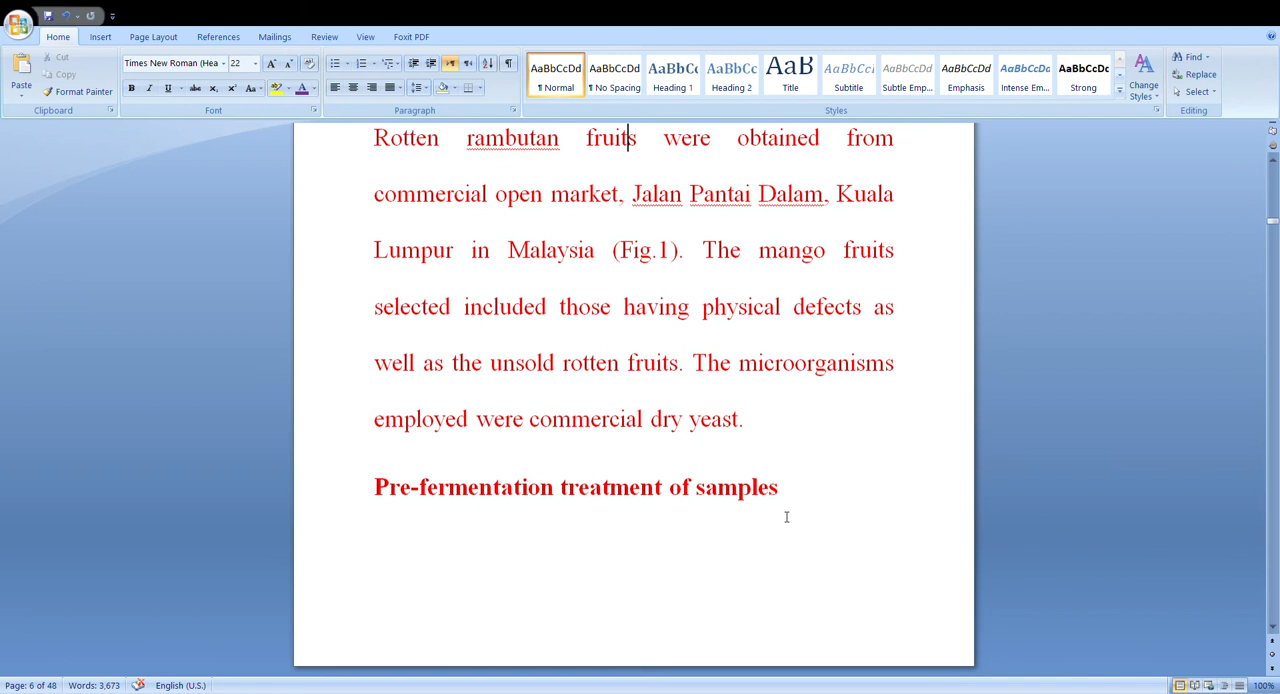 Home Insert Page Layout References Mailings Review View Foxit PDF
Paste
Cut
Copy
Format Painter
Clipboard
Times New Roman (Hea 22
Font
Paragraph
AaBbCcDd AaBbCcDd AaBbCc AaBbCc AaB AaBbCcI AaBbCcDd AaBbCcDd AaBbCcDd AaBbCcDc
¶ Normal ¶ No Spacing Heading 1 Heading 2 Title Subtitle Subtle Emp... Emphasis Intense Em... Strong
Change Styles
Styles
Find
Replace
Select
Editing
Rotten rambutan fruits were obtained from
commercial open market, Jalan Pantai Dalam, Kuala
Lumpur in Malaysia (Fig.1). The mango fruits
selected included those having physical defects as
well as the unsold rotten fruits. The microorganisms
employed were commercial dry yeast.
Pre-fermentation treatment of samples
Page: 6 of 48 Words: 3,673 English (U.S.) 100%